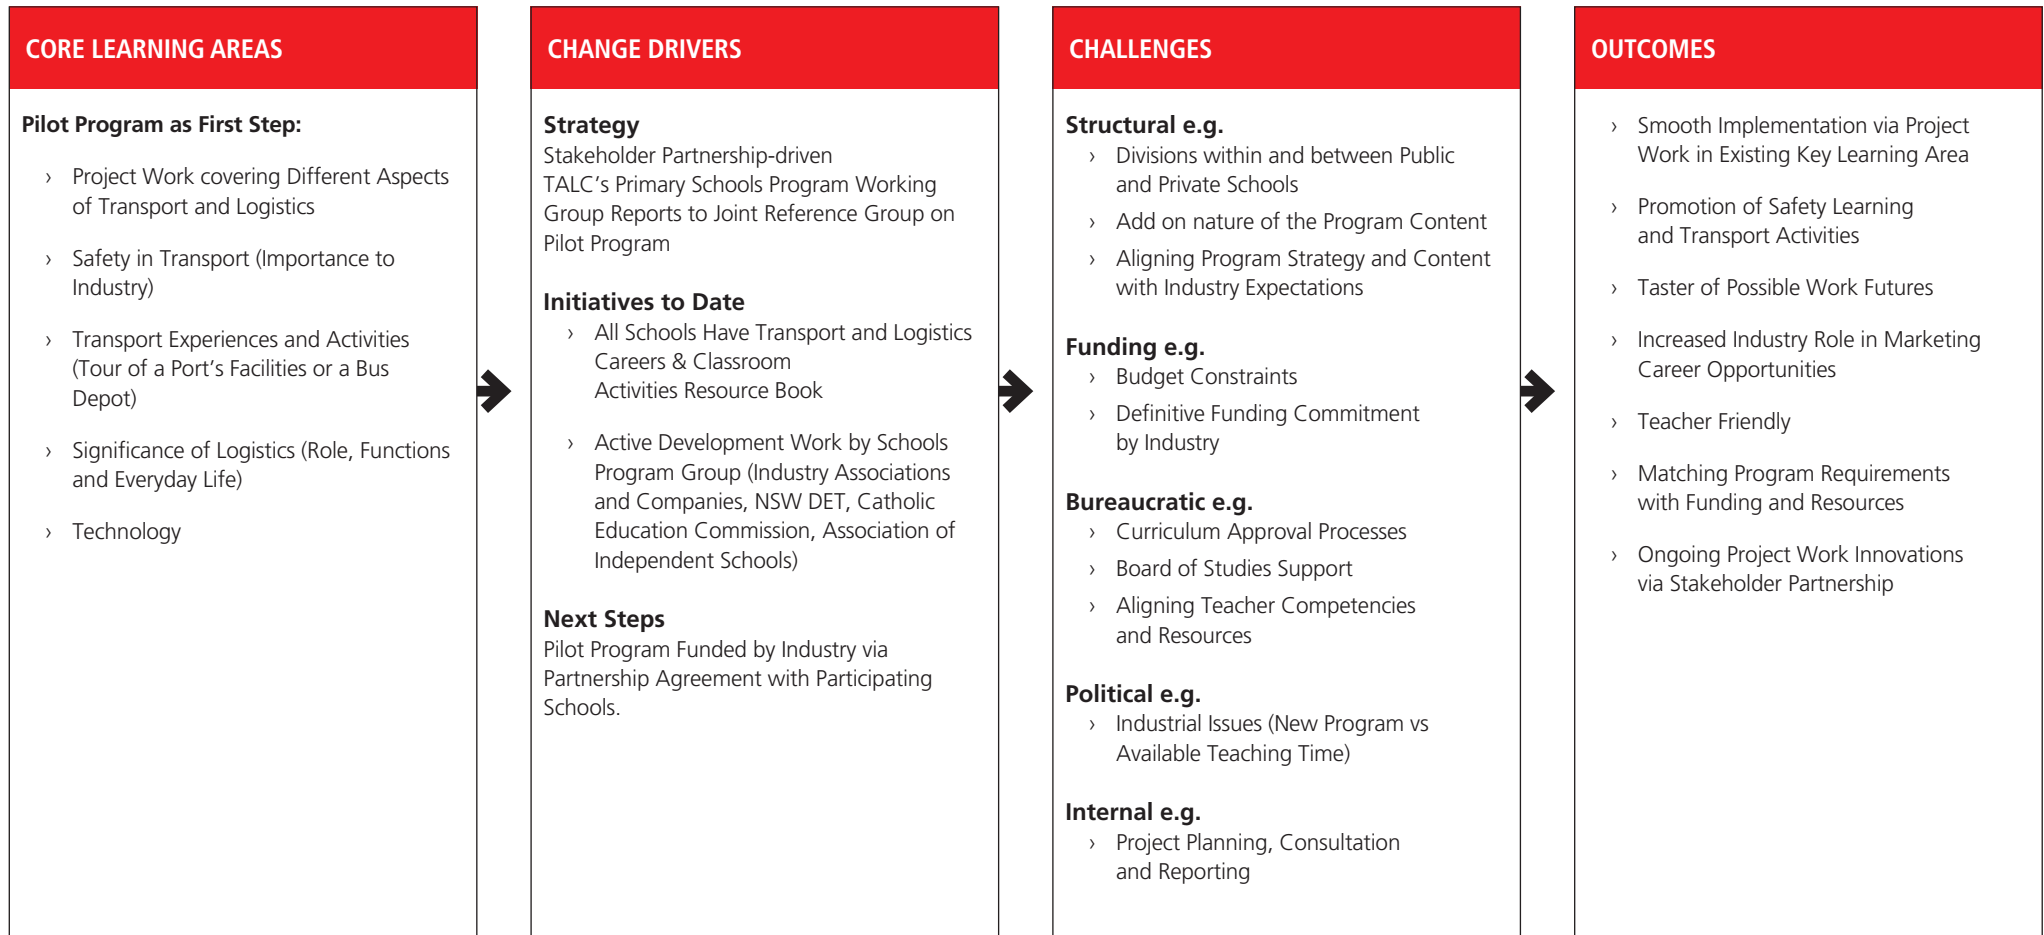 CORE LEARNING AREAS
Pilot Program as First Step:
› Project Work covering Different Aspects
of Transport and Logistics
› Safety in Transport (Importance to
Industry)
› Transport Experiences and Activities
(Tour of a Port’s Facilities or a Bus
Depot)
› Significance of Logistics (Role, Functions
and Everyday Life)
› Technology
CHANGE DRIVERS
Strategy
Stakeholder Partnership-driven
TALC’s Primary Schools Program Working
Group Reports to Joint Reference Group on
Pilot Program
Initiatives to Date
› All Schools Have Transport and Logistics
Careers & Classroom
Activities Resource Book
› Active Development Work by Schools
Program Group (Industry Associations
and Companies, NSW DET, Catholic
Education Commission, Association of
Independent Schools)
Next Steps
Pilot Program Funded by Industry via
Partnership Agreement with Participating
Schools.
CHALLENGES
Structural e.g.
› Divisions within and between Public
and Private Schools
› Add on nature of the Program Content
› Aligning Program Strategy and Content
with Industry Expectations
Funding e.g.
› Budget Constraints
› Definitive Funding Commitment
by Industry
Bureaucratic e.g.
› Curriculum Approval Processes
› Board of Studies Support
› Aligning Teacher Competencies
and Resources
Political e.g.
› Industrial Issues (New Program vs
Available Teaching Time)
Internal e.g.
› Project Planning, Consultation
and Reporting
OUTCOMES
› Smooth Implementation via Project
Work in Existing Key Learning Area
› Promotion of Safety Learning
and Transport Activities
› Taster of Possible Work Futures
› Increased Industry Role in Marketing
Career Opportunities
› Teacher Friendly
› Matching Program Requirements
with Funding and Resources
› Ongoing Project Work Innovations
via Stakeholder Partnership